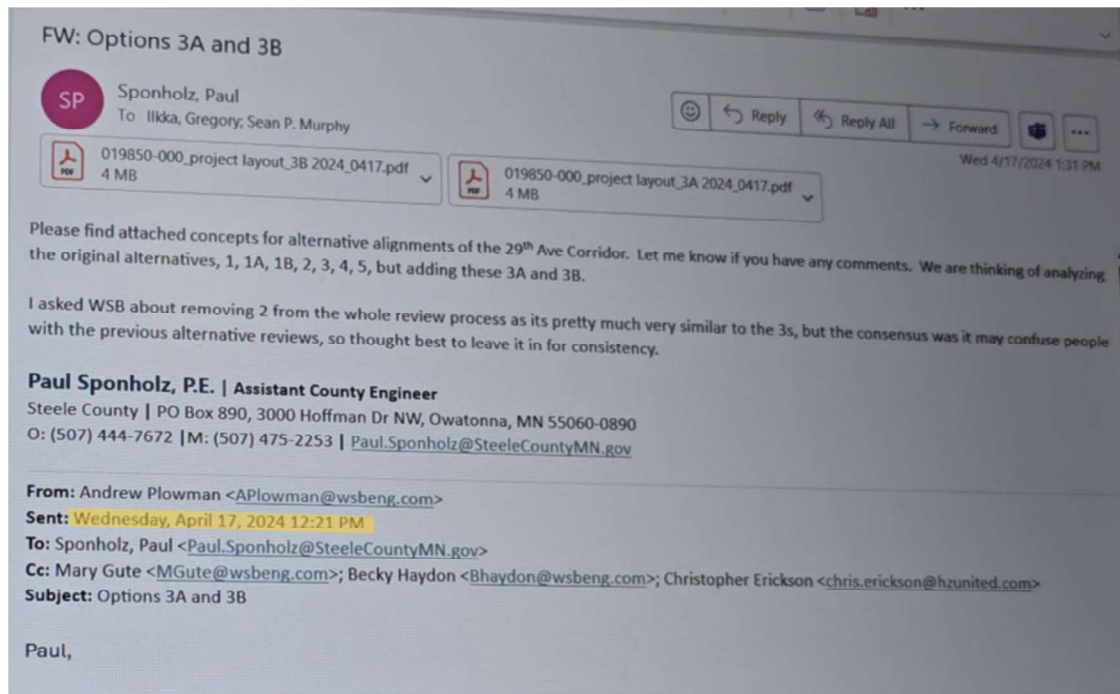 FW: Options 3A and 3B
SP
Sponholz, Paul
To Ilkka, Gregory; Sean P. Murphy
Reply
Reply All
Forward
Wed 4/17/2024 1:31 PM
019850-000_project layout_3B 2024_0417.pdf
4 MB
019850-000_project layout_3A 2024_0417.pdf
4 MB
Please find attached concepts for alternative alignments of the 29th Ave Corridor. Let me know if you have any comments. We are thinking of analyzing
the original alternatives, 1, 1A, 1B, 2, 3, 4, 5, but adding these 3A and 3B.
I asked WSB about removing 2 from the whole review process as its pretty much very similar to the 3s, but the consensus was it may confuse people
with the previous alternative reviews, so thought best to leave it in for consistency.
Paul Sponholz, P.E. | Assistant County Engineer
Steele County | PO Box 890, 3000 Hoffman Dr NW, Owatonna, MN 55060-0890
O: (507) 444-7672 |M: (507) 475-2253 | Paul.Sponholz@SteeleCountyMN.gov
From: Andrew Plowman <APlowman@wsbeng.com>
Sent: Wednesday, April 17, 2024 12:21 PM
To: Sponholz, Paul <Paul.Sponholz@SteeleCountyMN.gov>
Cc: Mary Gute <MGute@wsbeng.com>; Becky Haydon <Bhaydon@wsbeng.com>; Christopher Erickson <chris.erickson@hzunited.com>
Subject: Options 3A and 3B
Paul,